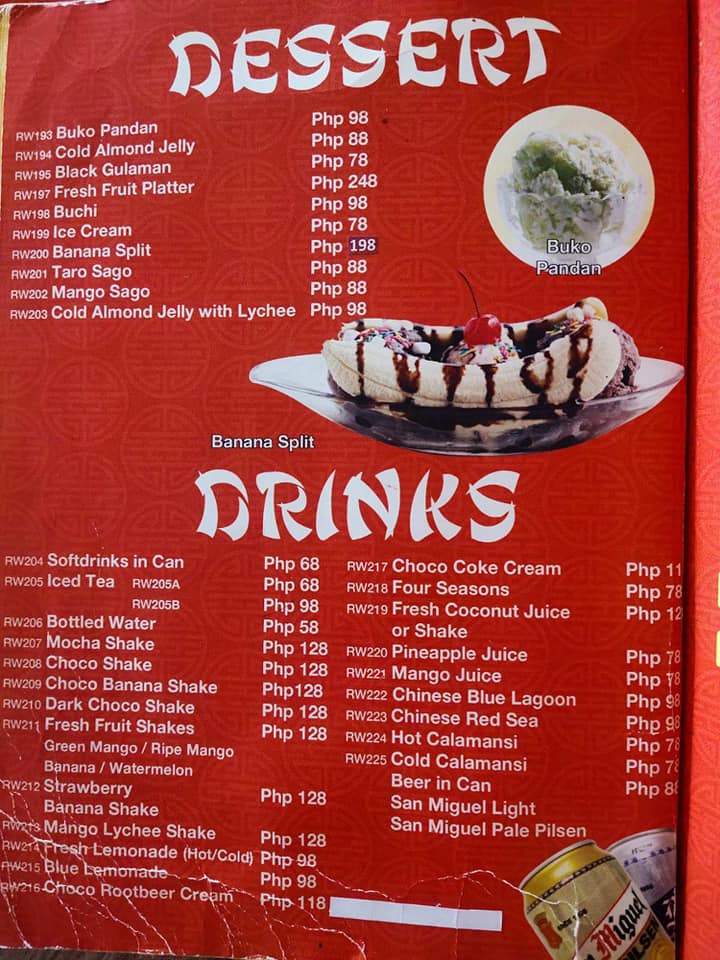 DESSERT
RW193 Buko Pandan Php 98
RW194 Cold Almond Jelly Php 88
RW195 Black Gulaman Php 78
RW197 Fresh Fruit Platter Php 248
RW198 Buchi Php 98
RW199 Ice Cream Php 78
RW200 Banana Split Php 198
RW201 Taro Sago Php 88
RW202 Mango Sago Php 88
RW203 Cold Almond Jelly with Lychee Php 98
Buko
Pandan
Banana Split
DRINKS
RW204 Softdrinks in Can Php 68
RW205 Iced Tea RW205A Php 68
RW205B Php 98
RW206 Bottled Water Php 58
RW207 Mocha Shake Php 128
RW208 Choco Shake Php 128
RW209 Choco Banana Shake Php128
RW210 Dark Choco Shake Php 128
RW211 Fresh Fruit Shakes Php 128
Green Mango / Ripe Mango
Banana / Watermelon
RW212 Strawberry Php 128
Banana Shake
RW213 Mango Lychee Shake Php 128
RW214 Fresh Lemonade (Hot/Cold) Php 98
RW215 Blue Lemonade Php 98
RW216 Choco Rootbeer Cream Php 118
RW217 Choco Coke Cream Php 11
RW218 Four Seasons Php 78
RW219 Fresh Coconut Juice Php 12
or Shake
RW220 Pineapple Juice Php 78
RW221 Mango Juice Php 78
RW222 Chinese Blue Lagoon Php 98
RW223 Chinese Red Sea Php 98
RW224 Hot Calamansi Php 78
RW225 Cold Calamansi Php 78
Beer in Can Php 88
San Miguel Light
San Miguel Pale Pilsen
Miguel